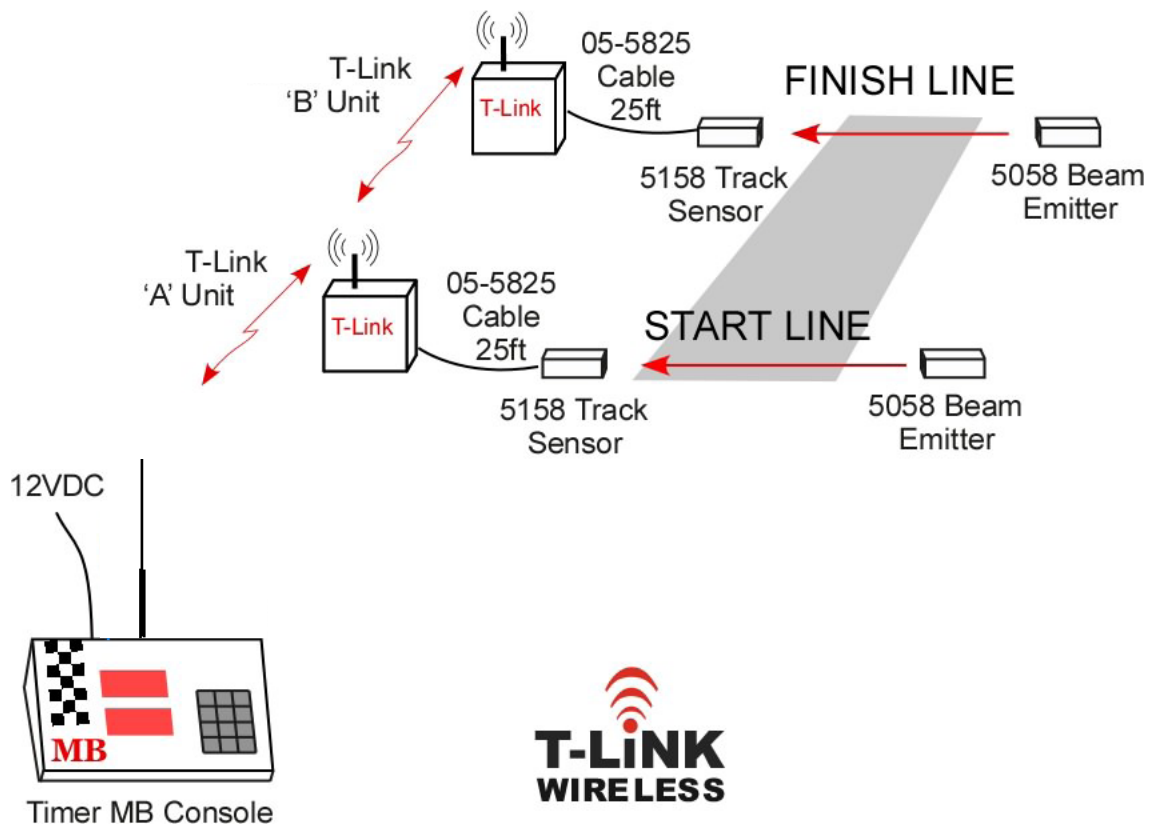 T-Link
'B' Unit
T-Link
05-5825
Cable
25ft
FINISH LINE
5158 Track
Sensor
5058 Beam
Emitter
T-Link
'A' Unit
T-Link
05-5825
Cable
25ft
START LINE
5158 Track
Sensor
5058 Beam
Emitter
12VDC
MB
Timer MB Console
T-LiNK
WIRELESS